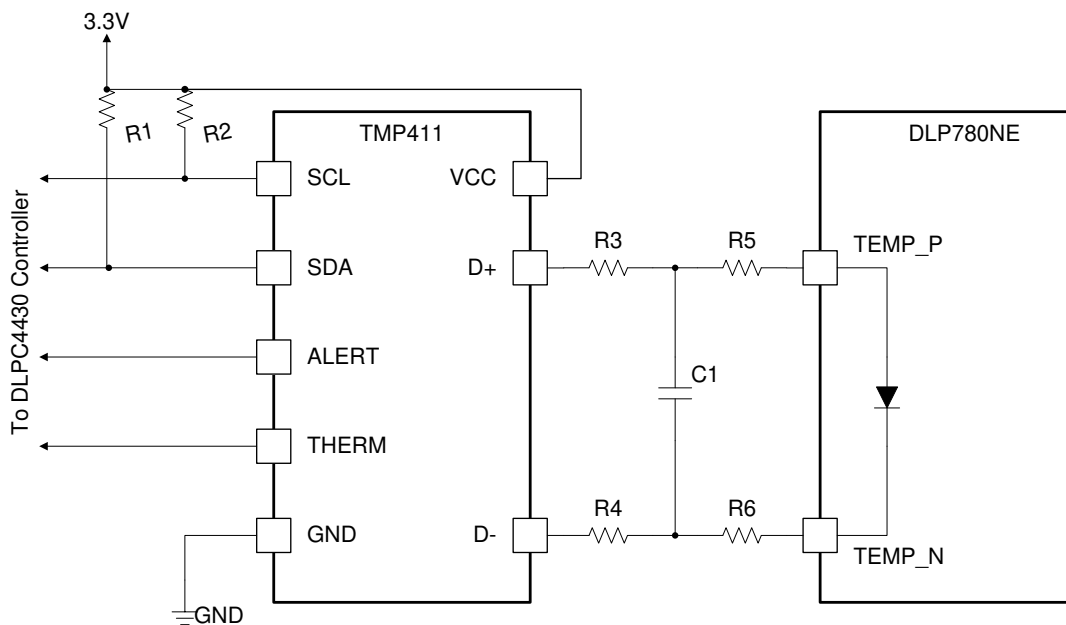 3.3V
R1
R2
TMP411
DLP780NE
SCL
VCC
R3
R5
TEMP_P
SDA
D+
To DLPC4430 Controller
ALERT
C1
THERM
R4
R6
GND
D-
TEMP_N
GND